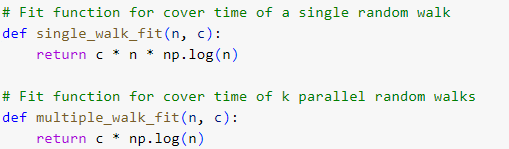 # Fit function for cover time of a single random walk
def single_walk_fit(n, c):
    return c * n * np.log(n)

# Fit function for cover time of k parallel random walks
def multiple_walk_fit(n, c):
    return c * np.log(n)